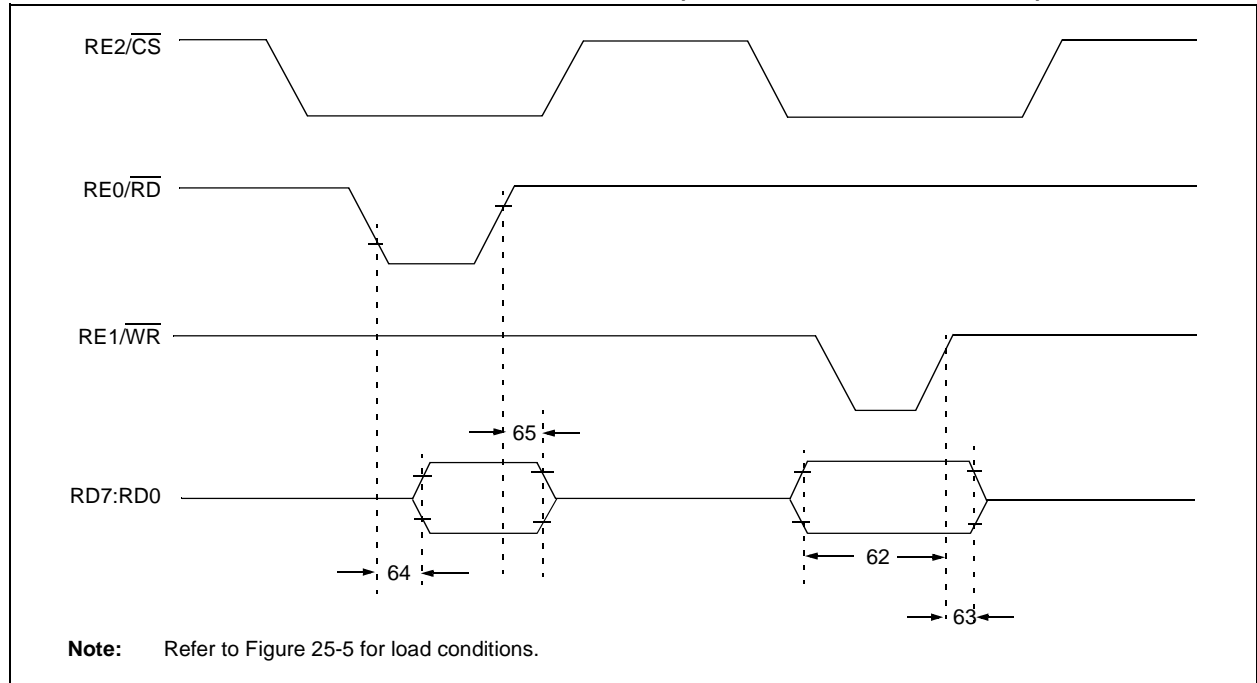 RE2/CS
RE0/RD
RE1/WR
65
RD7:RD0
62
64
63
Note: Refer to Figure 25-5 for load conditions.